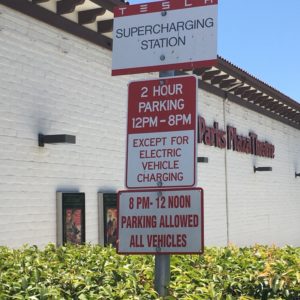 TESLA
SUPERCHARGING
STATION
2 HOUR
PARKING
12PM - 8PM
EXCEPT FOR
ELECTRIC
VEHICLE
CHARGING
8 PM - 12 NOON
PARKING ALLOWED
ALL VEHICLES
Parks Plaza Theatre